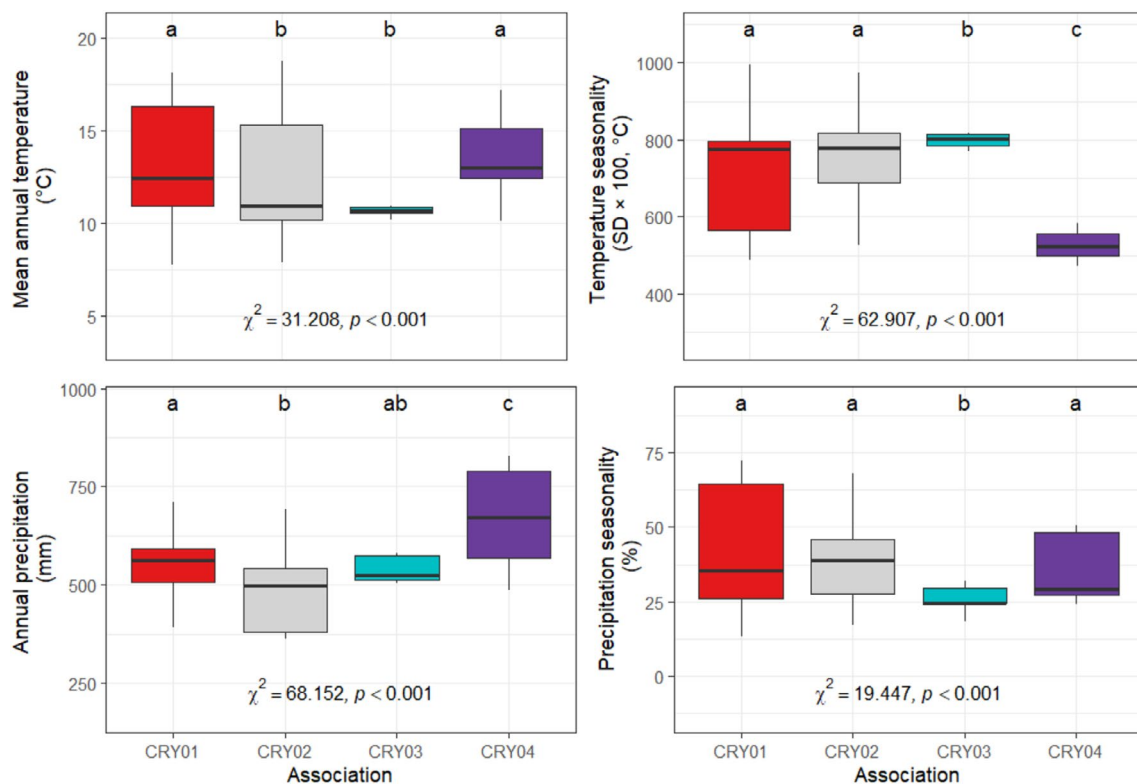 Mean annual temperature
(°C)
20
15
10
5
a b b a
χ² = 31.208, p < 0.001
Temperature seasonality
(SD × 100, °C)
1000
800
600
400
a a b c
χ² = 62.907, p < 0.001
Annual precipitation
(mm)
1000
750
500
250
a b ab c
χ² = 68.152, p < 0.001
CRY01 CRY02 CRY03 CRY04
Association
Precipitation seasonality
(%)
75
50
25
0
a a b a
χ² = 19.447, p < 0.001
CRY01 CRY02 CRY03 CRY04
Association